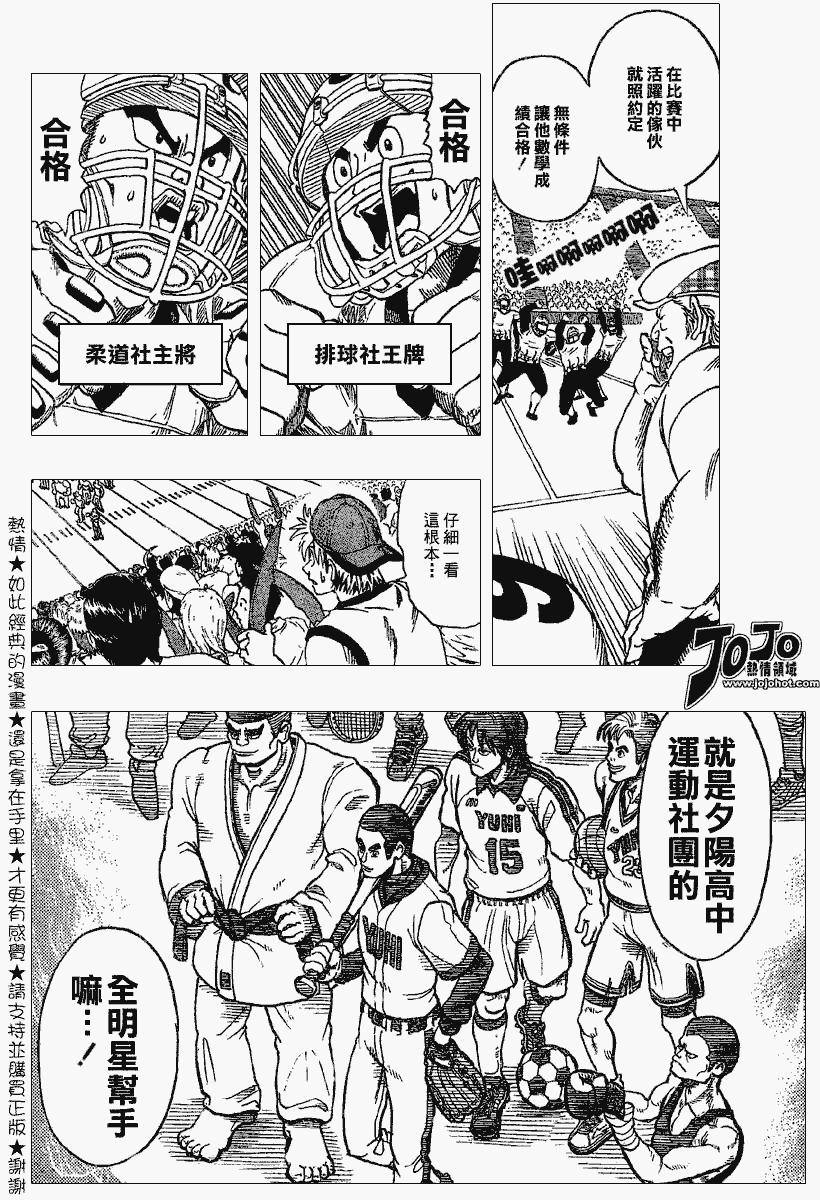 在比賽中
活躍的傢伙
就照約定
無條件
讓他數學成
績合格！
哇啊啊啊啊啊
合格
排球社王牌
合格
柔道社主將
仔細一看
這根本…
就是夕陽高中
運動社團的
YUHI
15
YUHI
23
YUHI
全明星幫手
嘛…！
JOJO
熱情領域
www.jojohot.com
熱情★如此經典的漫畫★還是拿在手里★才更有感覺★請支持並購買正版★謝謝